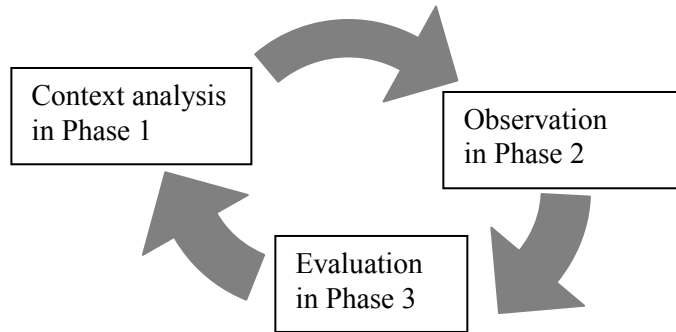 Context analysis
in Phase 1
Observation
in Phase 2
Evaluation
in Phase 3